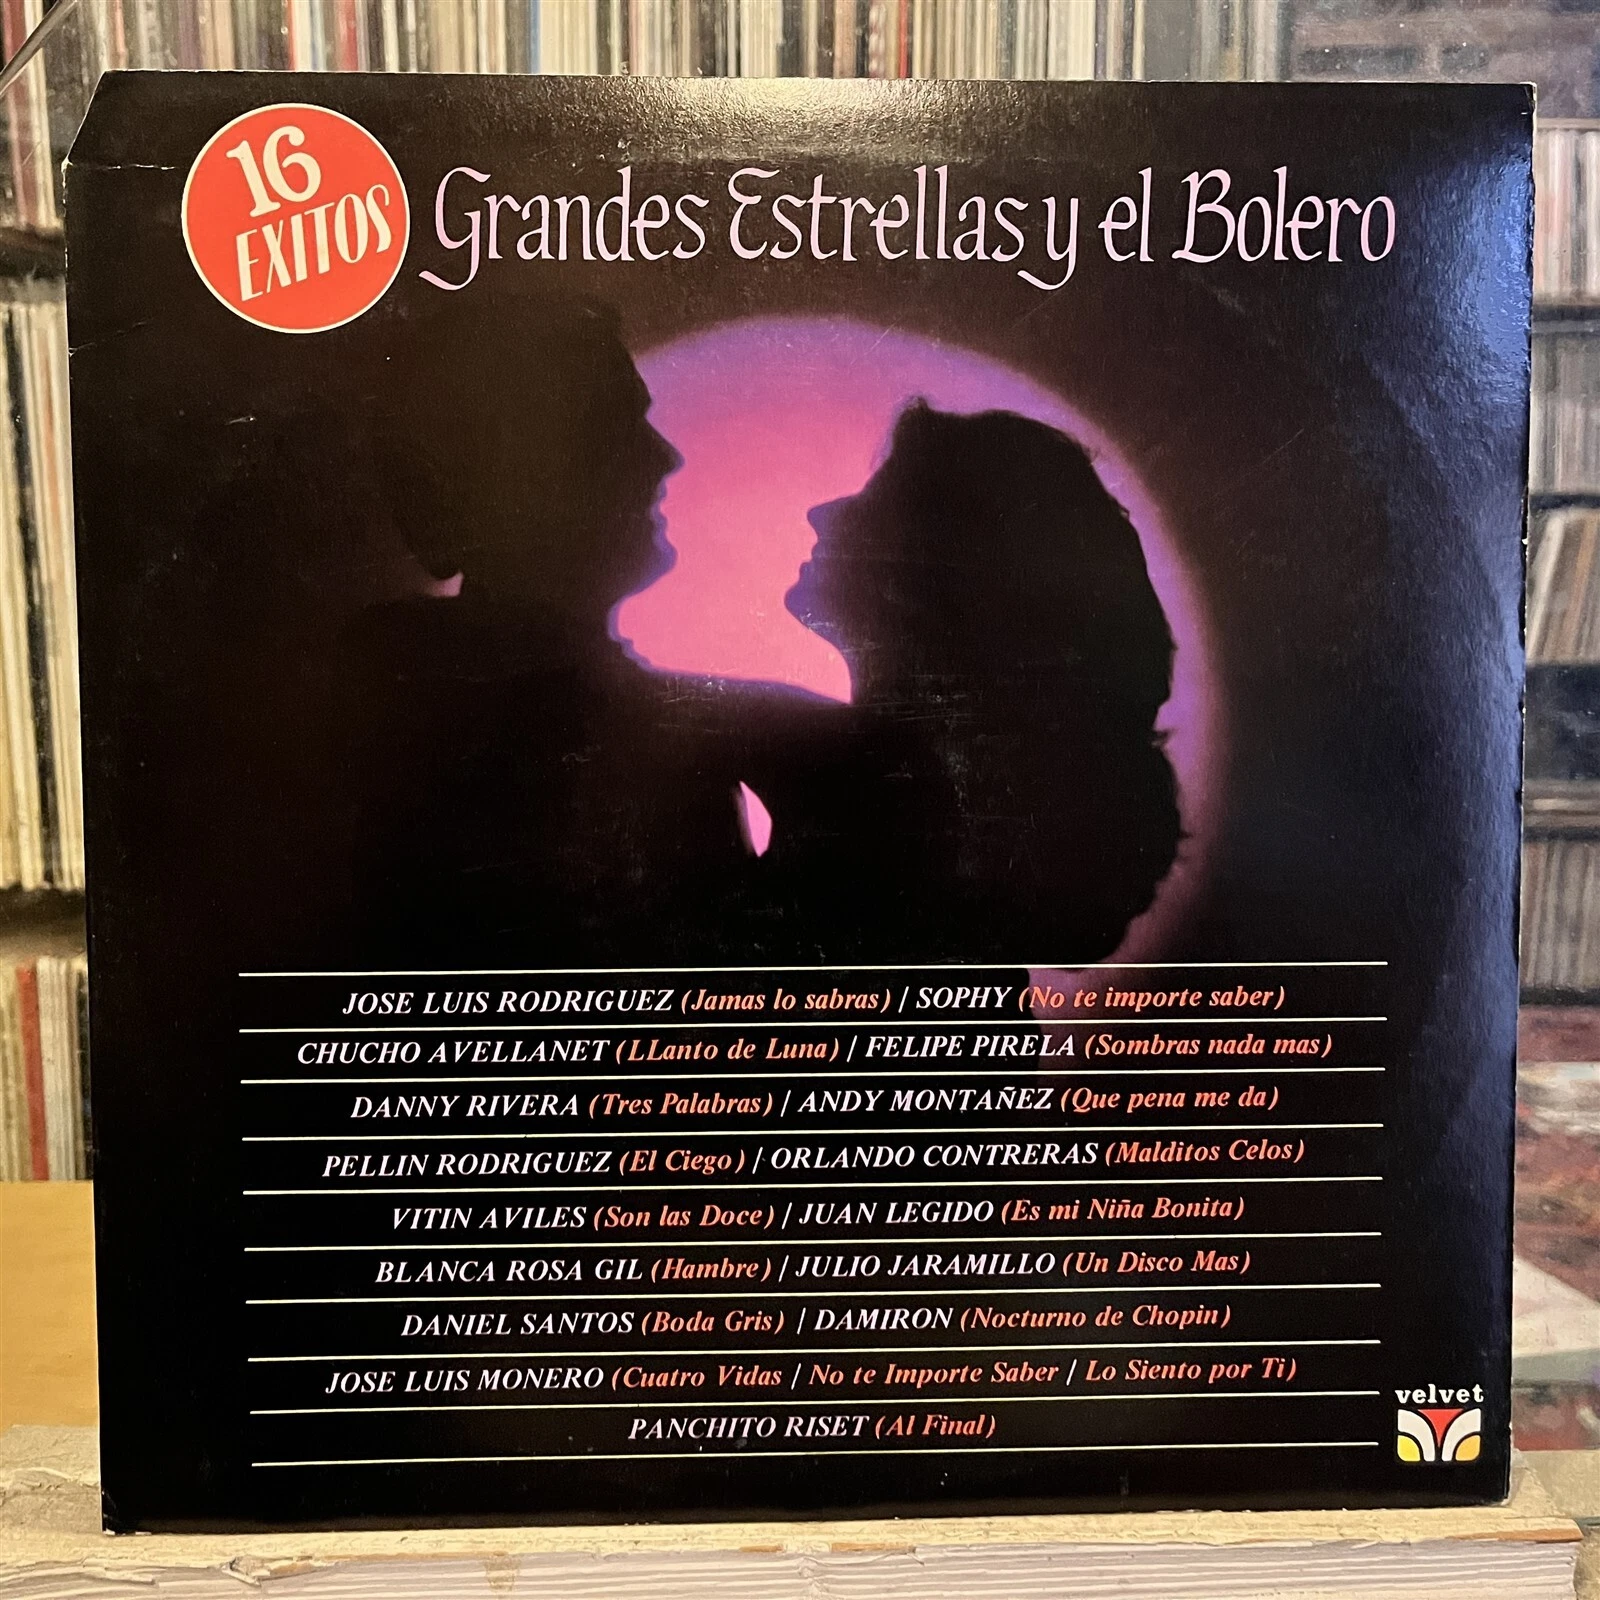 16
EXITOS
Grandes Estrellas y el Bolero
JOSE LUIS RODRIGUEZ (Jamas lo sabras) / SOPHY (No te importe saber)
CHUCHO AVELLANET (LLanto de Luna) / FELIPE PIRELA (Sombras nada mas)
DANNY RIVERA (Tres Palabras) / ANDY MONTAÑEZ (Que pena me da)
PELLIN RODRIGUEZ (El Ciego) / ORLANDO CONTRERAS (Malditos Celos)
VITIN AVILES (Son las Doce) / JUAN LEGIDO (Es mi Niña Bonita)
BLANCA ROSA GIL (Hambre) / JULIO JARAMILLO (Un Disco Mas)
DANIEL SANTOS (Boda Gris) / DAMIRON (Nocturno de Chopin)
JOSE LUIS MONERO (Cuatro Vidas / No te Importe Saber / Lo Siento por Ti)
PANCHITO RISET (Al Final)
velvet